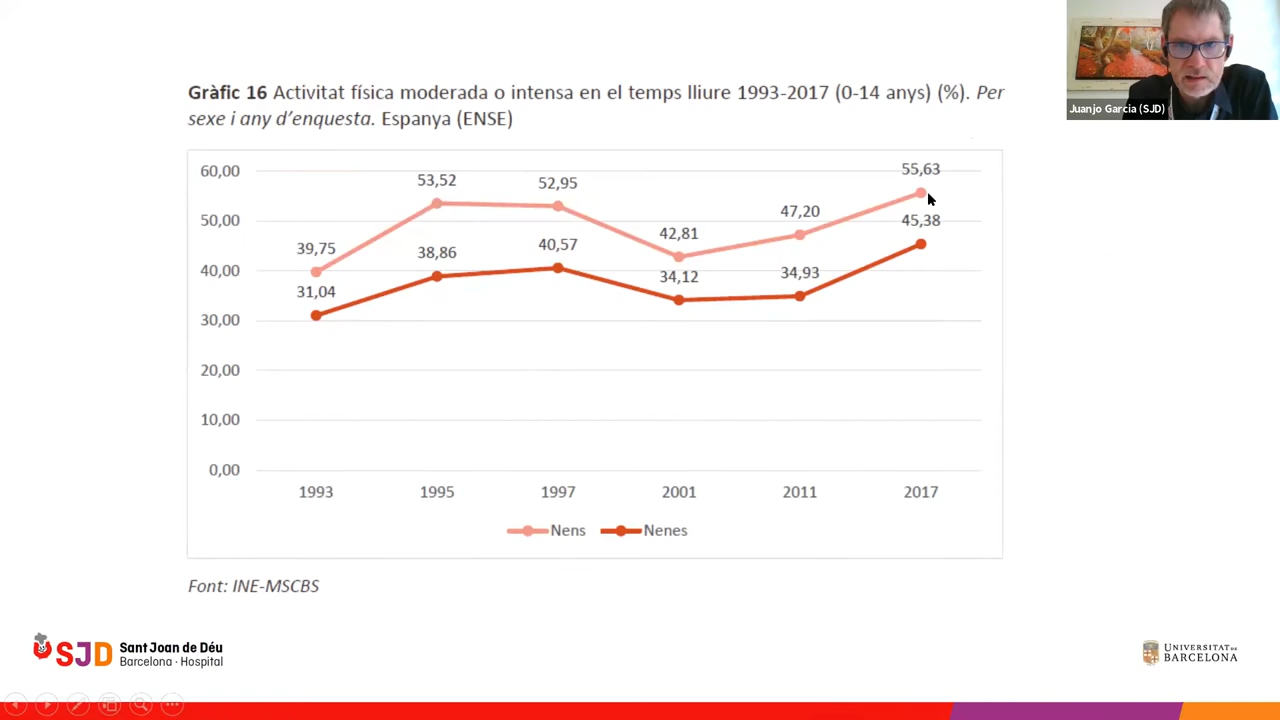 Juanjo Garcia (SJD)
Gràfic 16 Activitat física moderada o intensa en el temps lliure 1993-2017 (0-14 anys) (%). Per
sexe i any d'enquesta. Espanya (ENSE)
60,00
50,00
40,00
30,00
20,00
10,00
0,00
39,75
53,52
52,95
42,81
47,20
55,63
31,04
38,86
40,57
34,12
34,93
45,38
1993
1995
1997
2001
2011
2017
Nens
Nenes
Font: INE-MSCBS
SJD
Sant Joan de Déu
Barcelona · Hospital
UNIVERSITAT DE
BARCELONA